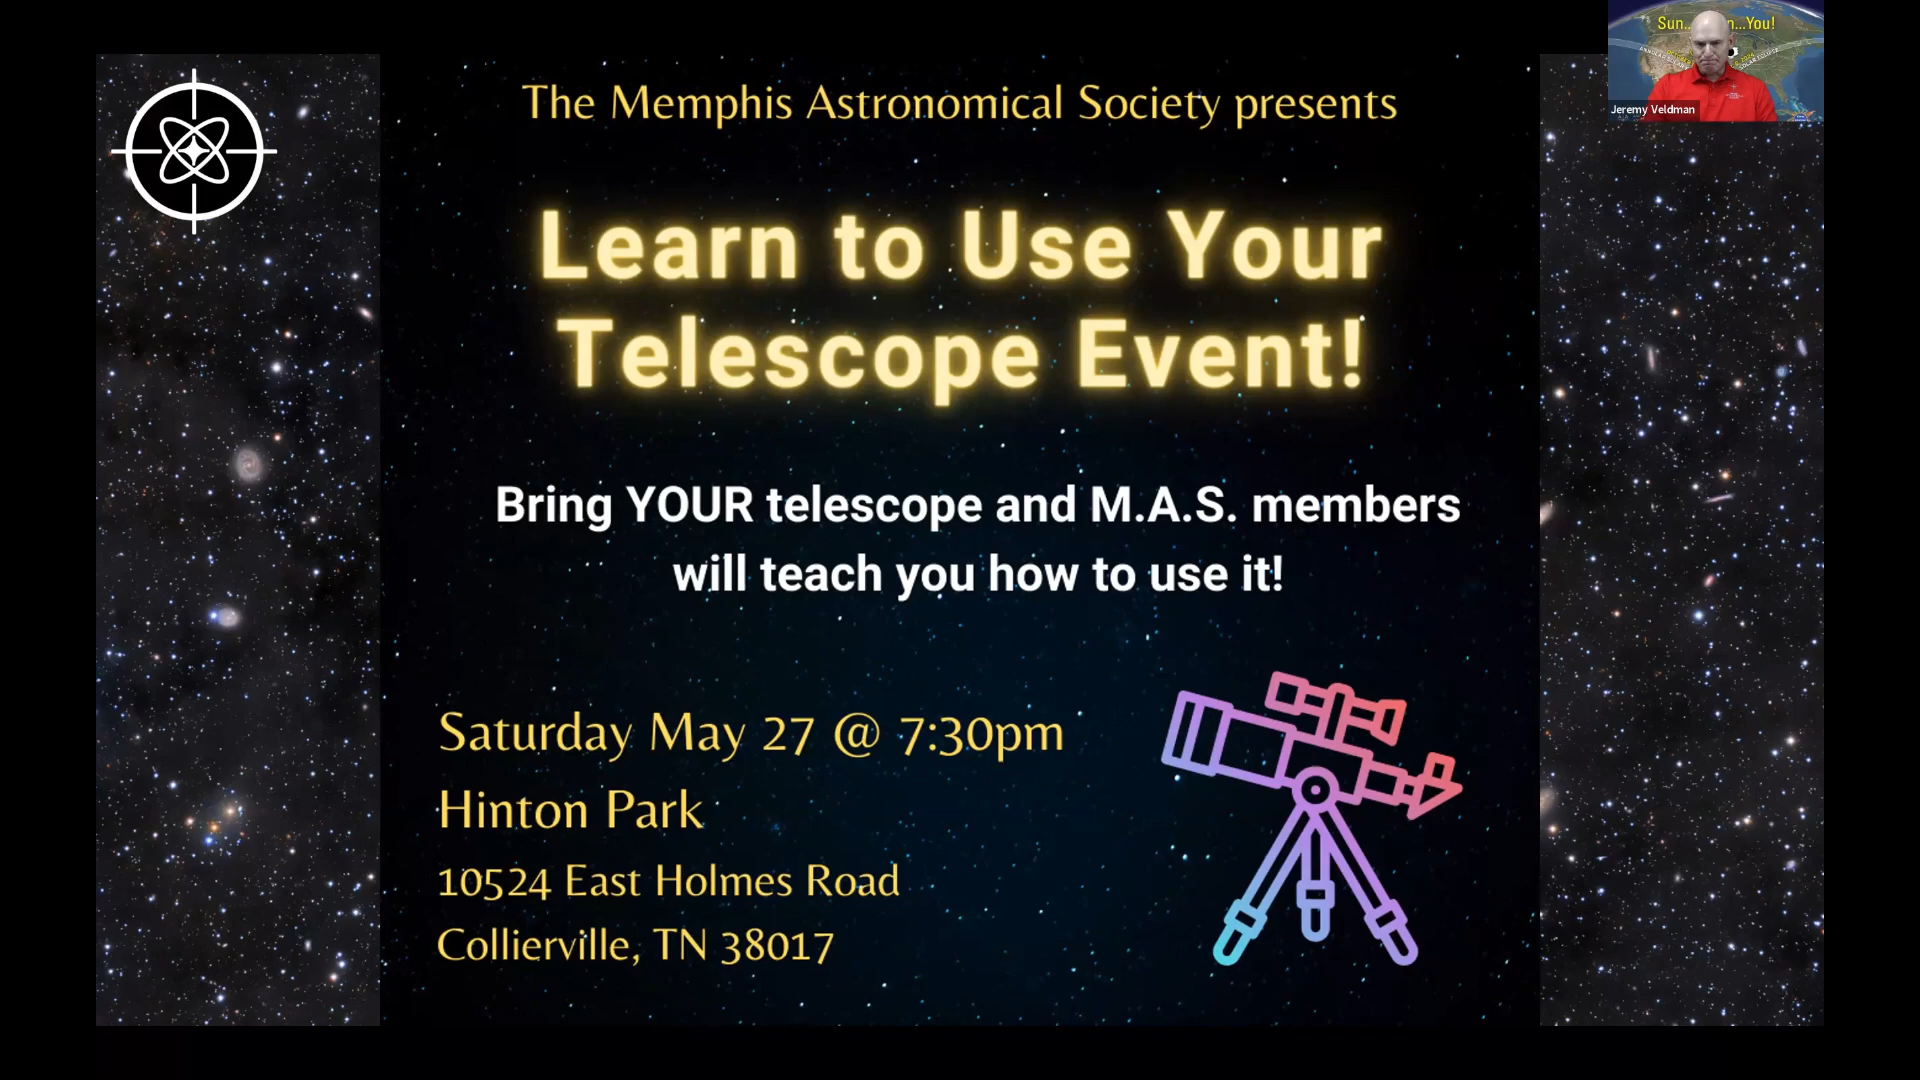 The Memphis Astronomical Society presents
Learn to Use Your
Telescope Event!
Bring YOUR telescope and M.A.S. members
will teach you how to use it!
Saturday May 27 @ 7:30pm
Hinton Park
10524 East Holmes Road
Collierville, TN 38017
Sun... ...You!
Jeremy Veldman